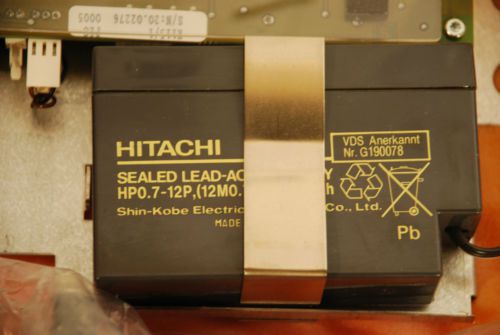 S/N:20.02276
0005
HITACHI
VDS Anerkannt
Nr. G190078
SEALED LEAD-AC Y
HP0.7-12P,(12M0. h
Shin-Kobe Electric Co., Ltd.
MADE
Pb